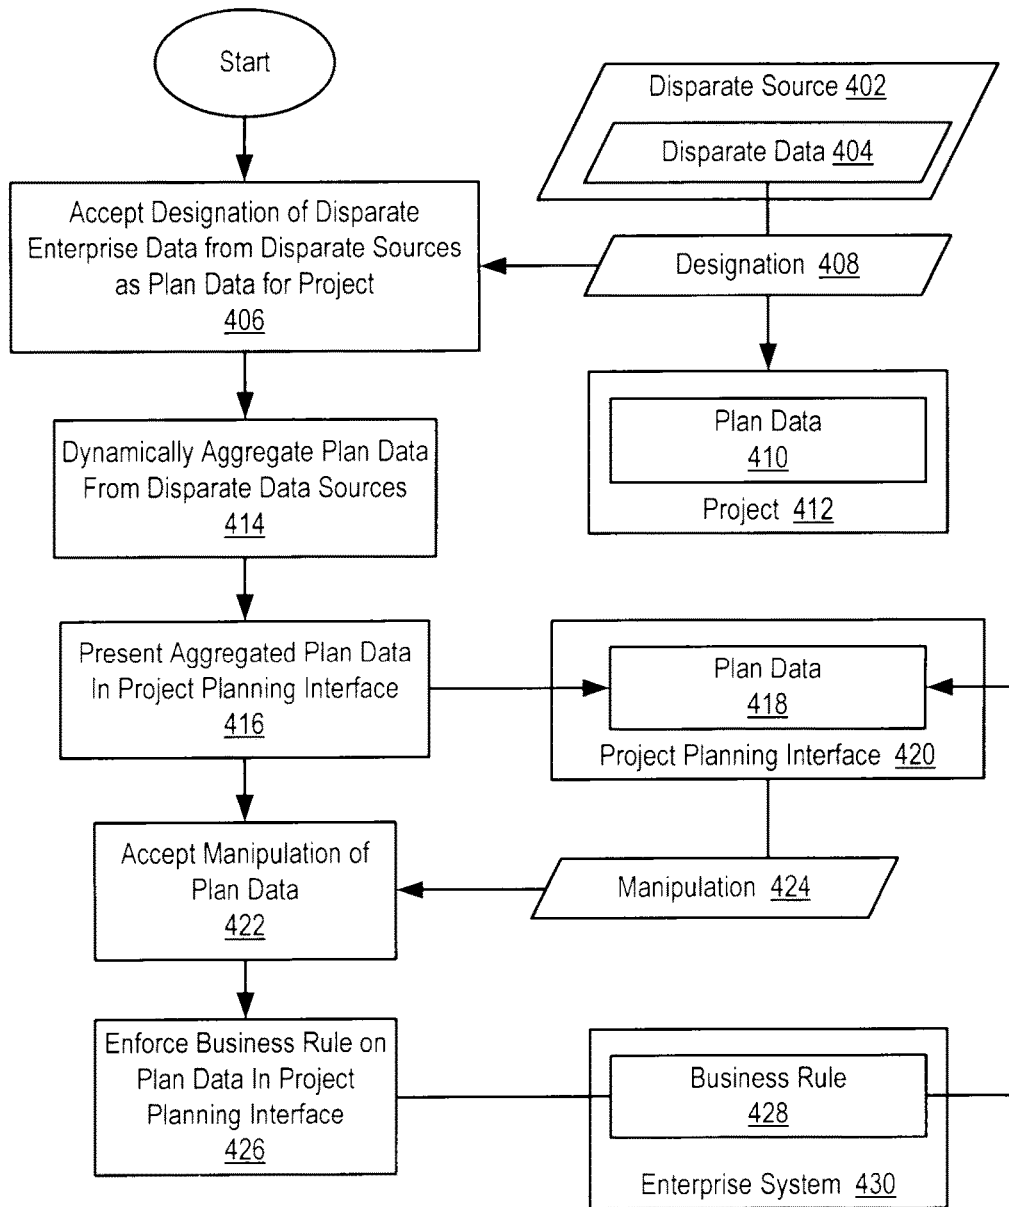 Start
Disparate Source 402
Disparate Data 404
Accept Designation of Disparate
Enterprise Data from Disparate Sources
as Plan Data for Project
406
Designation 408
Plan Data
410
Project 412
Dynamically Aggregate Plan Data
From Disparate Data Sources
414
Present Aggregated Plan Data
In Project Planning Interface
416
Plan Data
418
Project Planning Interface 420
Accept Manipulation of
Plan Data
422
Manipulation 424
Enforce Business Rule on
Plan Data In Project
Planning Interface
426
Business Rule
428
Enterprise System 430